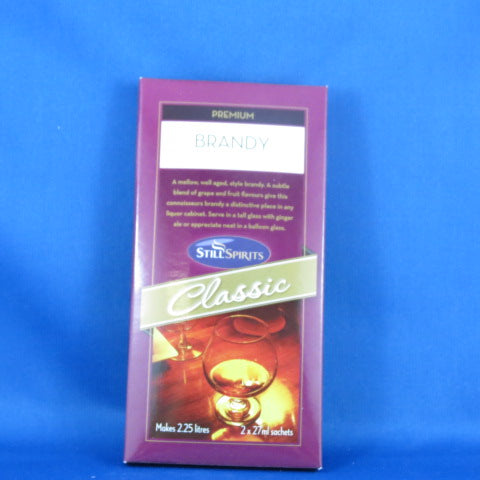 PREMIUM
BRANDY
A mellow, well aged, style brandy. A subtle
blend of grape and fruit flavours give this
connoisseurs brandy a distinctive place in any
liquor cabinet. Serve in a tall glass with ginger
ale or appreciate neat in a balloon glass.
STILL SPIRITS
Classic
Makes 2.25 litres 2 x 27ml sachets